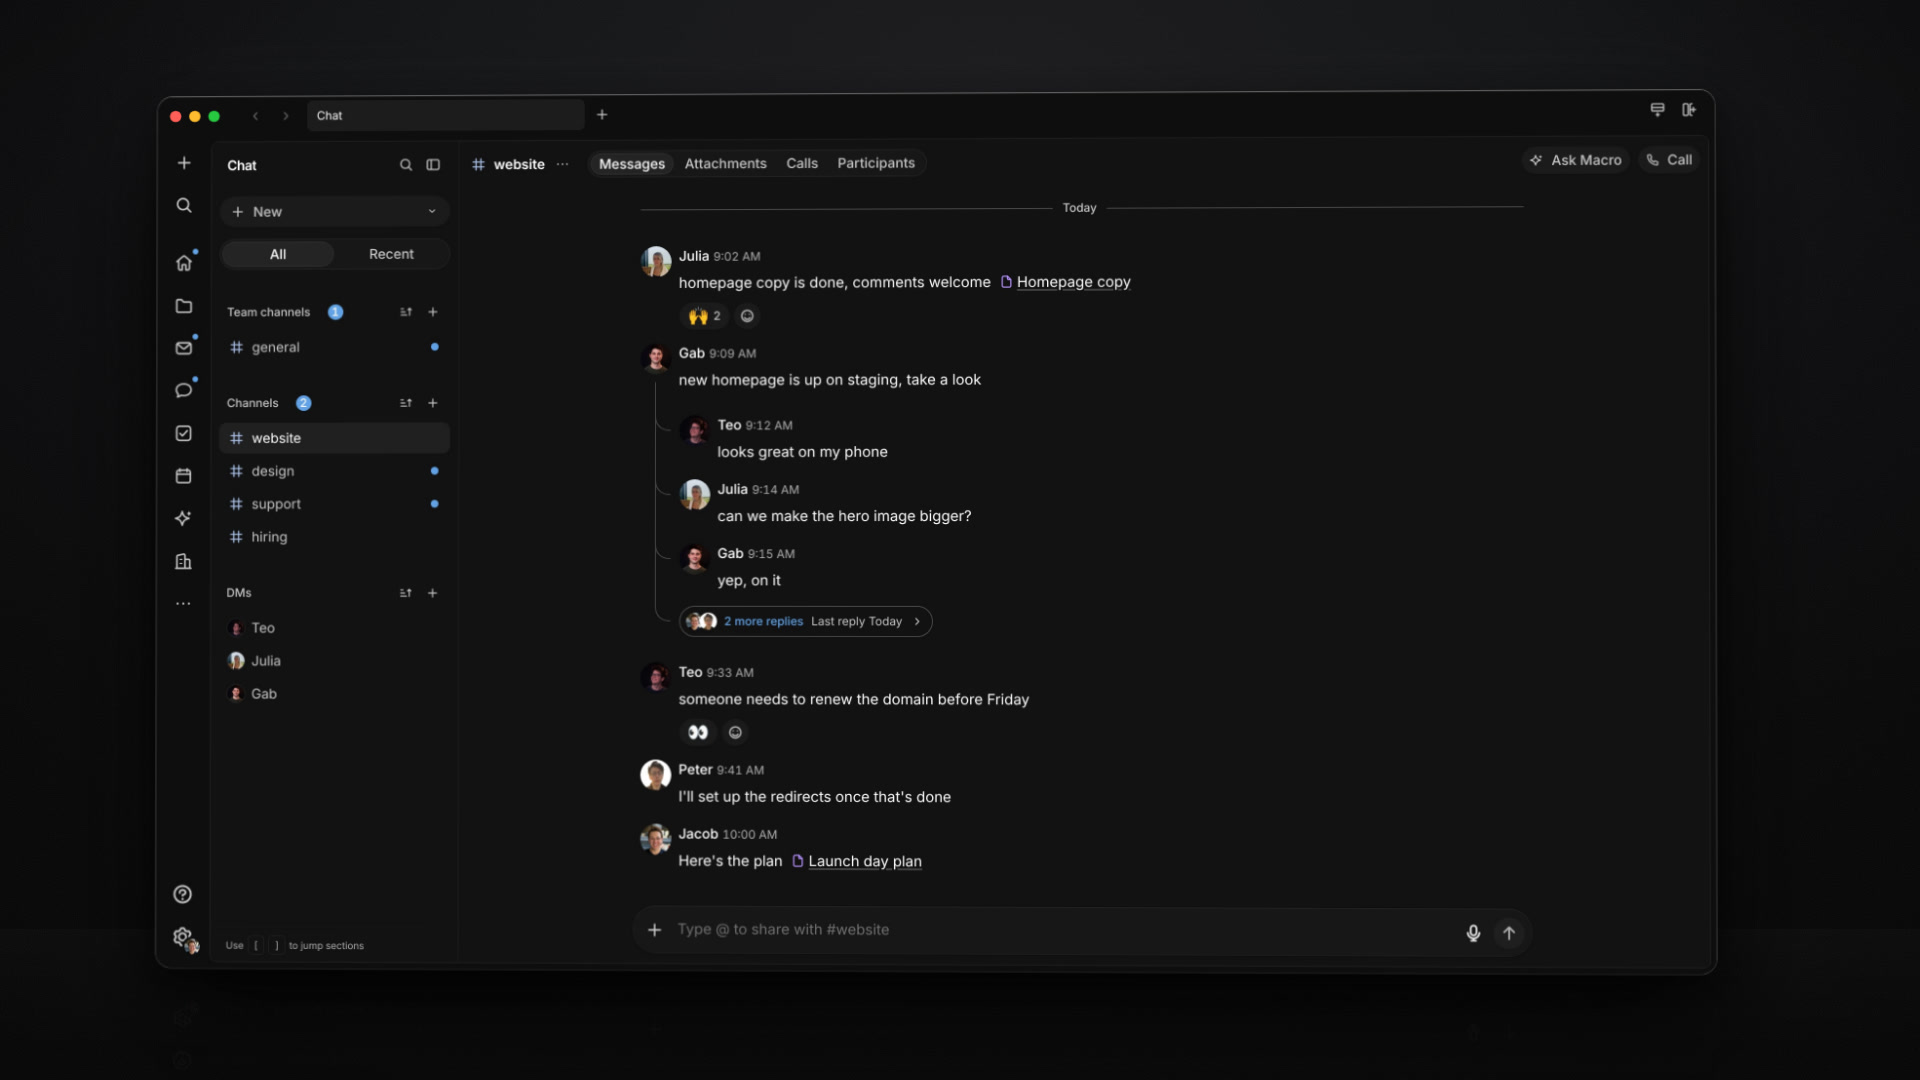 Chat
Chat
New
All Recent
Team channels 1
# general
Channels 2
# website
# design
# support
# hiring
DMs
Teo
Julia
Gab
Use [ ] to jump sections
# website ... Messages Attachments Calls Participants
Ask Macro Call
Today
Julia 9:02 AM
homepage copy is done, comments welcome Homepage copy
🙌 2
Gab 9:09 AM
new homepage is up on staging, take a look
Teo 9:12 AM
looks great on my phone
Julia 9:14 AM
can we make the hero image bigger?
Gab 9:15 AM
yep, on it
2 more replies Last reply Today >
Teo 9:33 AM
someone needs to renew the domain before Friday
👀
Peter 9:41 AM
I'll set up the redirects once that's done
Jacob 10:00 AM
Here's the plan Launch day plan
Type @ to share with #website